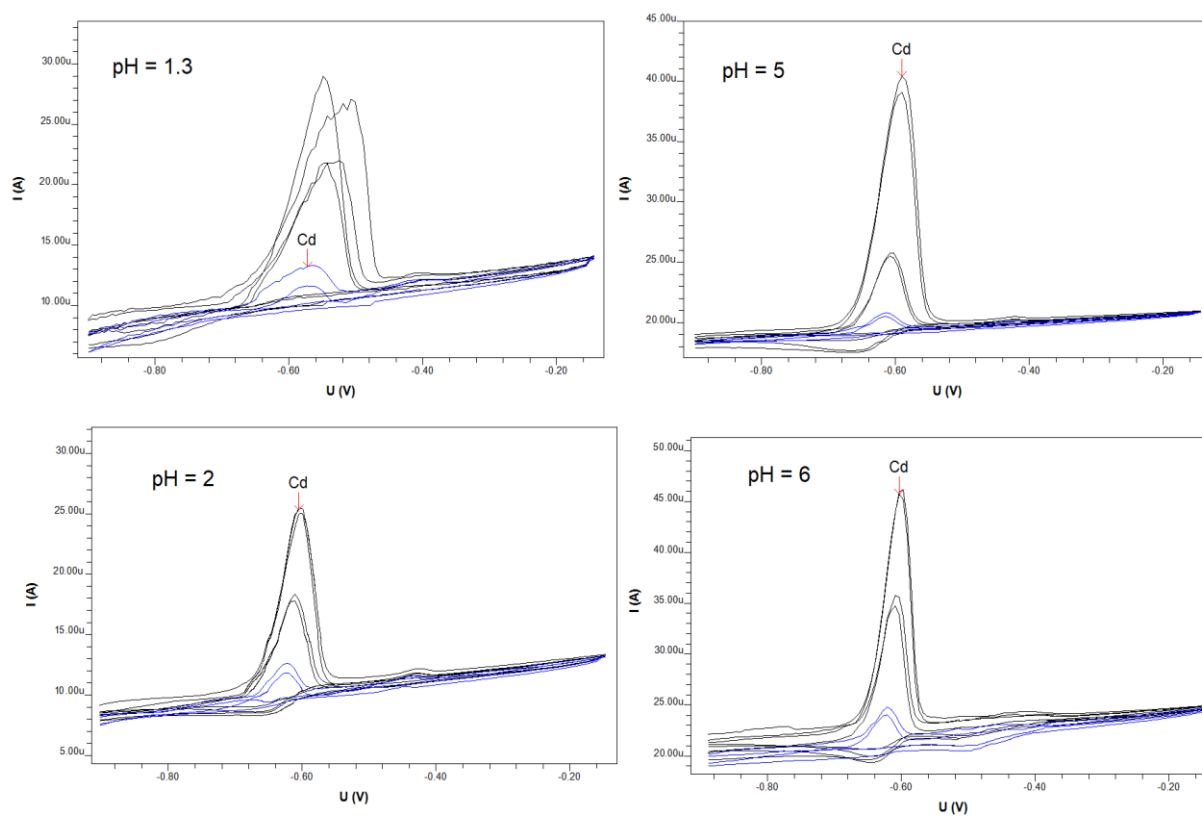 pH = 1.3
Cd
I (A)
30.00u
25.00u
20.00u
15.00u
10.00u
-0.80
-0.60
-0.40
-0.20
U (V)
pH = 5
Cd
I (A)
45.00u
40.00u
35.00u
30.00u
25.00u
20.00u
-0.80
-0.60
-0.40
-0.20
U (V)
pH = 2
Cd
I (A)
30.00u
25.00u
20.00u
15.00u
10.00u
5.00u
-0.80
-0.60
-0.40
-0.20
U (V)
pH = 6
Cd
I (A)
50.00u
45.00u
40.00u
35.00u
30.00u
25.00u
20.00u
-0.80
-0.60
-0.40
-0.20
U (V)